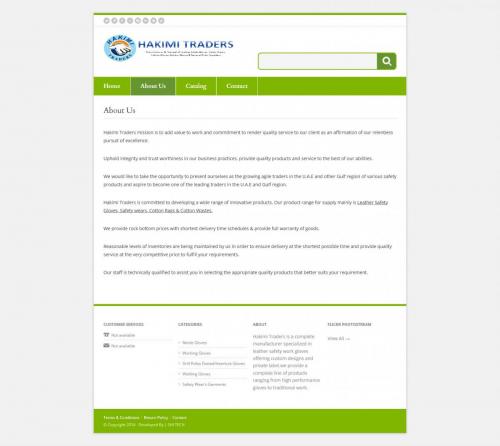 HAKIMI TRADERS
HAKIMI
TRADERS
Home
About Us
Catalog
Contact
About Us
Hakimi Traders mission is to add value to work and commitment to render quality service to our client as an affirmation of our relentless
pursuit of excellence.
Uphold integrity and trust worthiness in our business practices, provide quality products and service to the best of our abilities.
We would like to take the opportunity to present ourselves as the growing agile traders in the U.A.E and other Gulf region of various safety
products and aspire to become one of the leading traders in the U.A.E and Gulf region.
Hakimi Traders is committed to developing a wide range of innovative products. Our product range for supply mainly is Leather Safety
Gloves, Safety wears, Cotton Rags & Cotton Wastes.
We provide rock bottom prices with shortest delivery time schedules & provide full warranty of goods.
Reasonable levels of inventories are being maintained by us in order to ensure delivery at the shortest possible time and provide quality
service at the very competitive price to fulfill your requirements.
Our staff is technically qualified to assist you in selecting the appropriate quality products that better suits your requirement.
CUSTOMER SERVICES
Not available
Not available
CATEGORIES
Nitrile Gloves
Working Gloves
Working Gloves
Safety Wear's Garments
ABOUT
Hakimi Traders is a complete
manufacturer specialized in
leather safety work gloves
offering custom designs and
private label.we provide a
complete line of products
ranging from high performance
gloves to traditional work.
FLICKR PHOTOSTREAM
View All →
Terms & Conditions
Return Policy
Contact